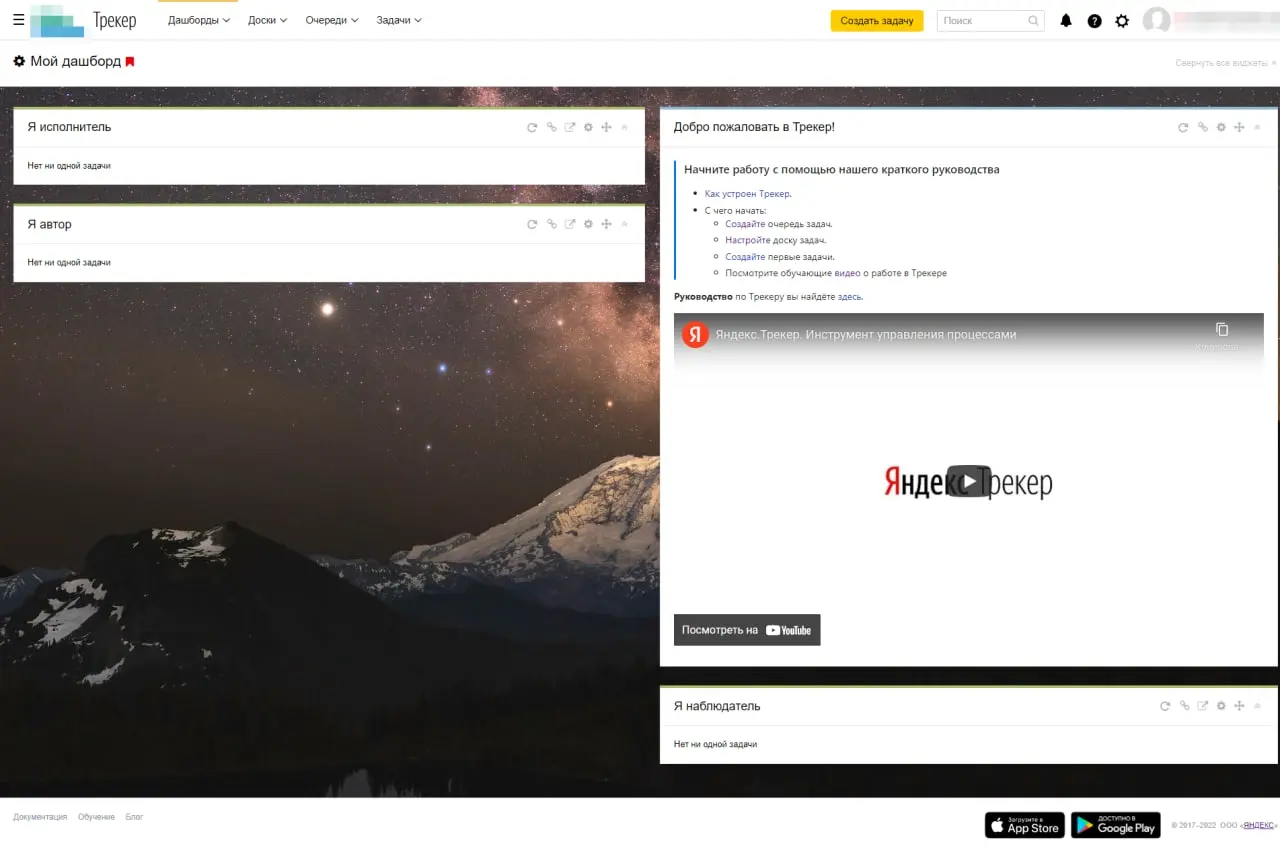 Трекер
Дашборды
Доски
Очереди
Задачи
Создать задачу
Поиск
Мой дашборд
Свернуть все виджеты
Я исполнитель
Нет ни одной задачи
Я автор
Нет ни одной задачи
Добро пожаловать в Трекер!
Начните работу с помощью нашего краткого руководства
Как устроен Трекер.
С чего начать:
Создайте очередь задач.
Настройте доску задач.
Создайте первые задачи.
Посмотрите обучающие видео о работе в Трекере
Руководство по Трекеру вы найдёте здесь.
Я Яндекс.Трекер. Инструмент управления процессами
Яндекс Трекер
Посмотреть на YouTube
Я наблюдатель
Нет ни одной задачи
Документация Обучение Блог
Загрузите в
App Store
ДОСТУПНО В
Google Play
© 2017–2022 ООО «ЯНДЕКС»